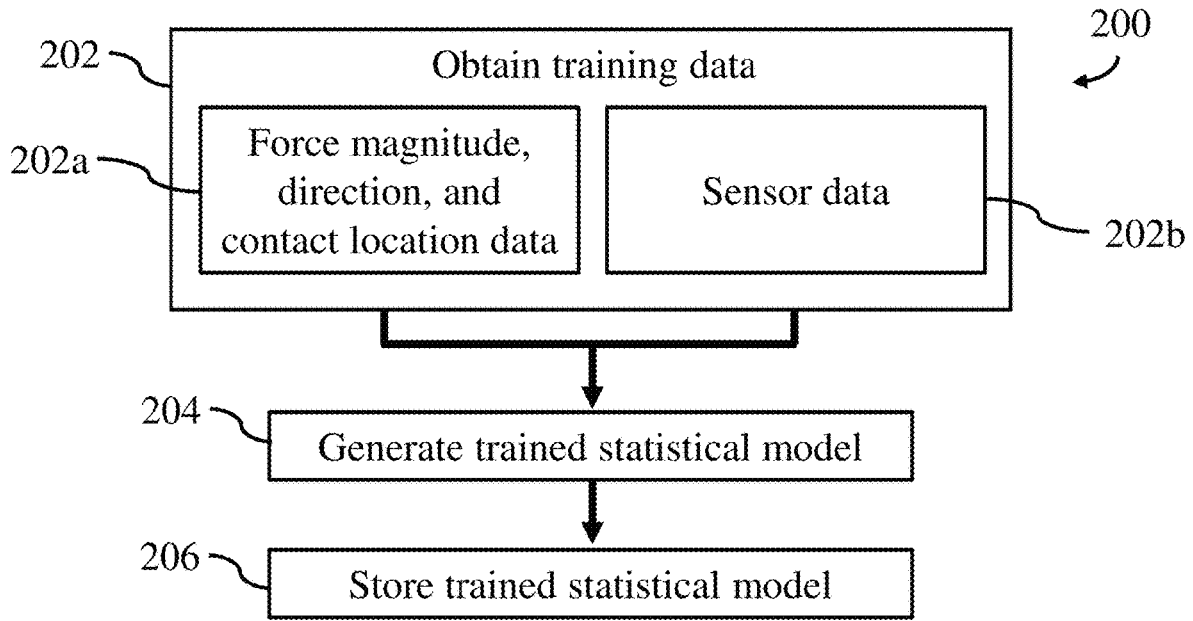 200
202
Obtain training data
202a
Force magnitude,
direction, and
contact location data
Sensor data
202b
204
Generate trained statistical model
206
Store trained statistical model